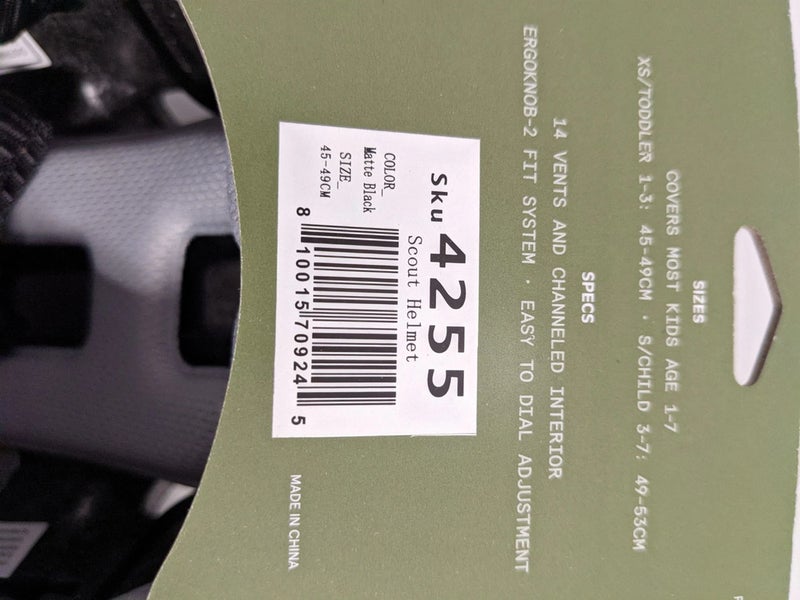 SIZES
COVERS MOST KIDS AGE 1-7
XS/TODDLER 1-3: 45-49CM · S/CHILD 3-7: 49-53CM
SPECS
14 VENTS AND CHANNELED INTERIOR
ERGOKNOB-2 FIT SYSTEM · EASY TO DIAL ADJUSTMENT
Sku 4255
Scout Helmet
COLOR_
Matte Black
SIZE_
45-49CM
8 10015 70924 5
MADE IN CHINA